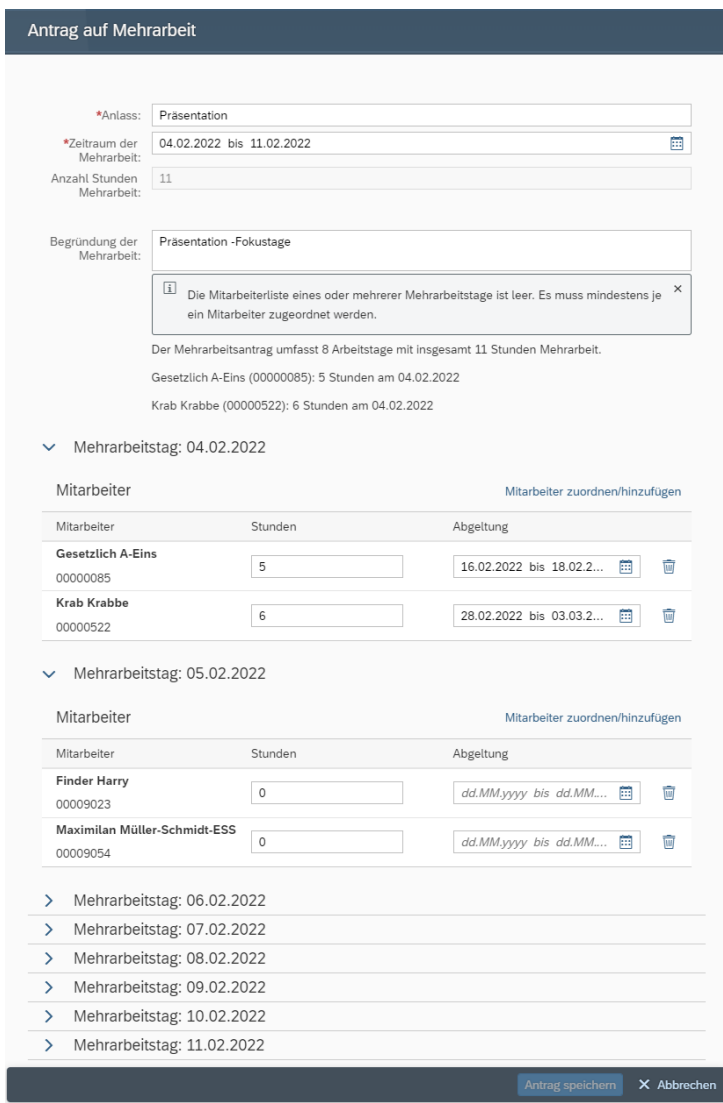 Antrag auf Mehrarbeit
*Anlass: Präsentation
*Zeitraum der 04.02.2022 bis 11.02.2022
Mehrarbeit:
Anzahl Stunden 11
Mehrarbeit:
Begründung der Präsentation -Fokustage
Mehrarbeit:
Die Mitarbeiterliste eines oder mehrerer Mehrarbeitstage ist leer. Es muss mindestens je
ein Mitarbeiter zugeordnet werden.
Der Mehrarbeitsantrag umfasst 8 Arbeitstage mit insgesamt 11 Stunden Mehrarbeit.
Gesetzlich A-Eins (00000085): 5 Stunden am 04.02.2022
Krab Krabbe (00000522): 6 Stunden am 04.02.2022
Mehrarbeitstag: 04.02.2022
Mitarbeiter Mitarbeiter zuordnen/hinzufügen
Mitarbeiter Stunden Abgeltung
Gesetzlich A-Eins
00000085 5 16.02.2022 bis 18.02.2...
Krab Krabbe
00000522 6 28.02.2022 bis 03.03.2...
Mehrarbeitstag: 05.02.2022
Mitarbeiter Mitarbeiter zuordnen/hinzufügen
Mitarbeiter Stunden Abgeltung
Finder Harry
00009023 0 dd.MM.yyyy bis dd.MM....
Maximilan Müller-Schmidt-ESS
00009054 0 dd.MM.yyyy bis dd.MM....
Mehrarbeitstag: 06.02.2022
Mehrarbeitstag: 07.02.2022
Mehrarbeitstag: 08.02.2022
Mehrarbeitstag: 09.02.2022
Mehrarbeitstag: 10.02.2022
Mehrarbeitstag: 11.02.2022
Antrag speichern Abbrechen